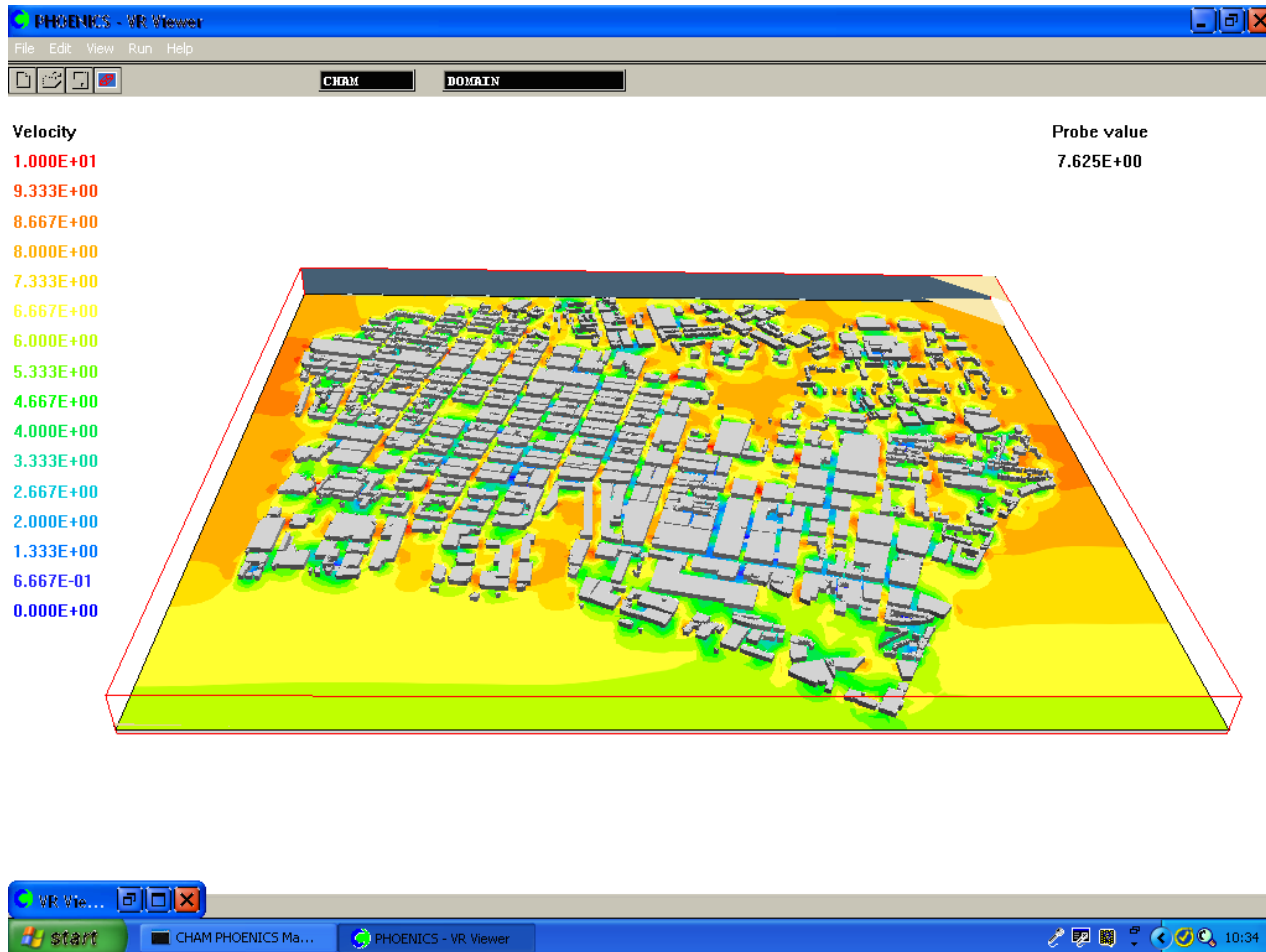 PHOENICS - VR Viewer
File Edit View Run Help
CHAM DOMAIN
Velocity
1.000E+01
9.333E+00
8.667E+00
8.000E+00
7.333E+00
6.667E+00
6.000E+00
5.333E+00
4.667E+00
4.000E+00
3.333E+00
2.667E+00
2.000E+00
1.333E+00
6.667E-01
0.000E+00
Probe value
7.625E+00
VR Vie...
start
CHAM PHOENICS Ma...
PHOENICS - VR Viewer
10:34